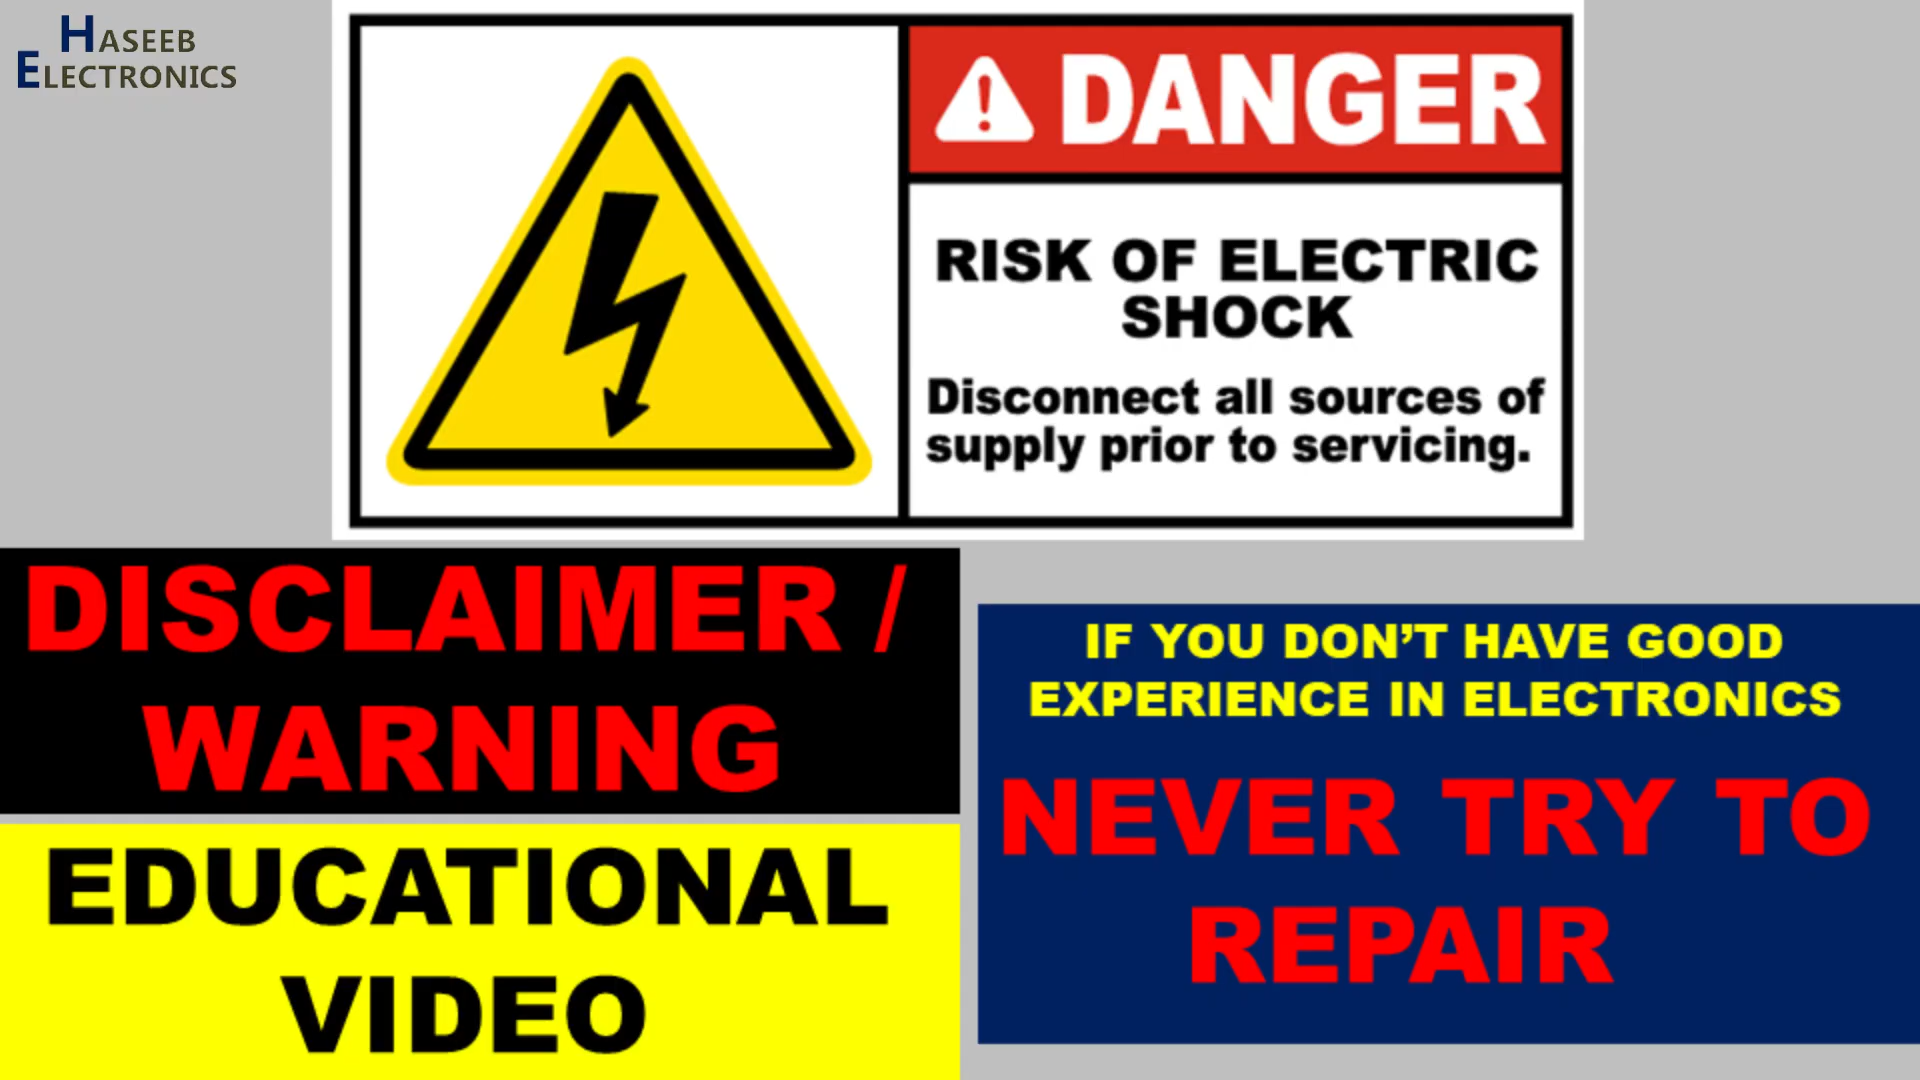 HASEEB
ELECTRONICS
DANGER
RISK OF ELECTRIC
SHOCK
Disconnect all sources of
supply prior to servicing.
DISCLAIMER /
WARNING
EDUCATIONAL
VIDEO
IF YOU DON’T HAVE GOOD
EXPERIENCE IN ELECTRONICS
NEVER TRY TO
REPAIR